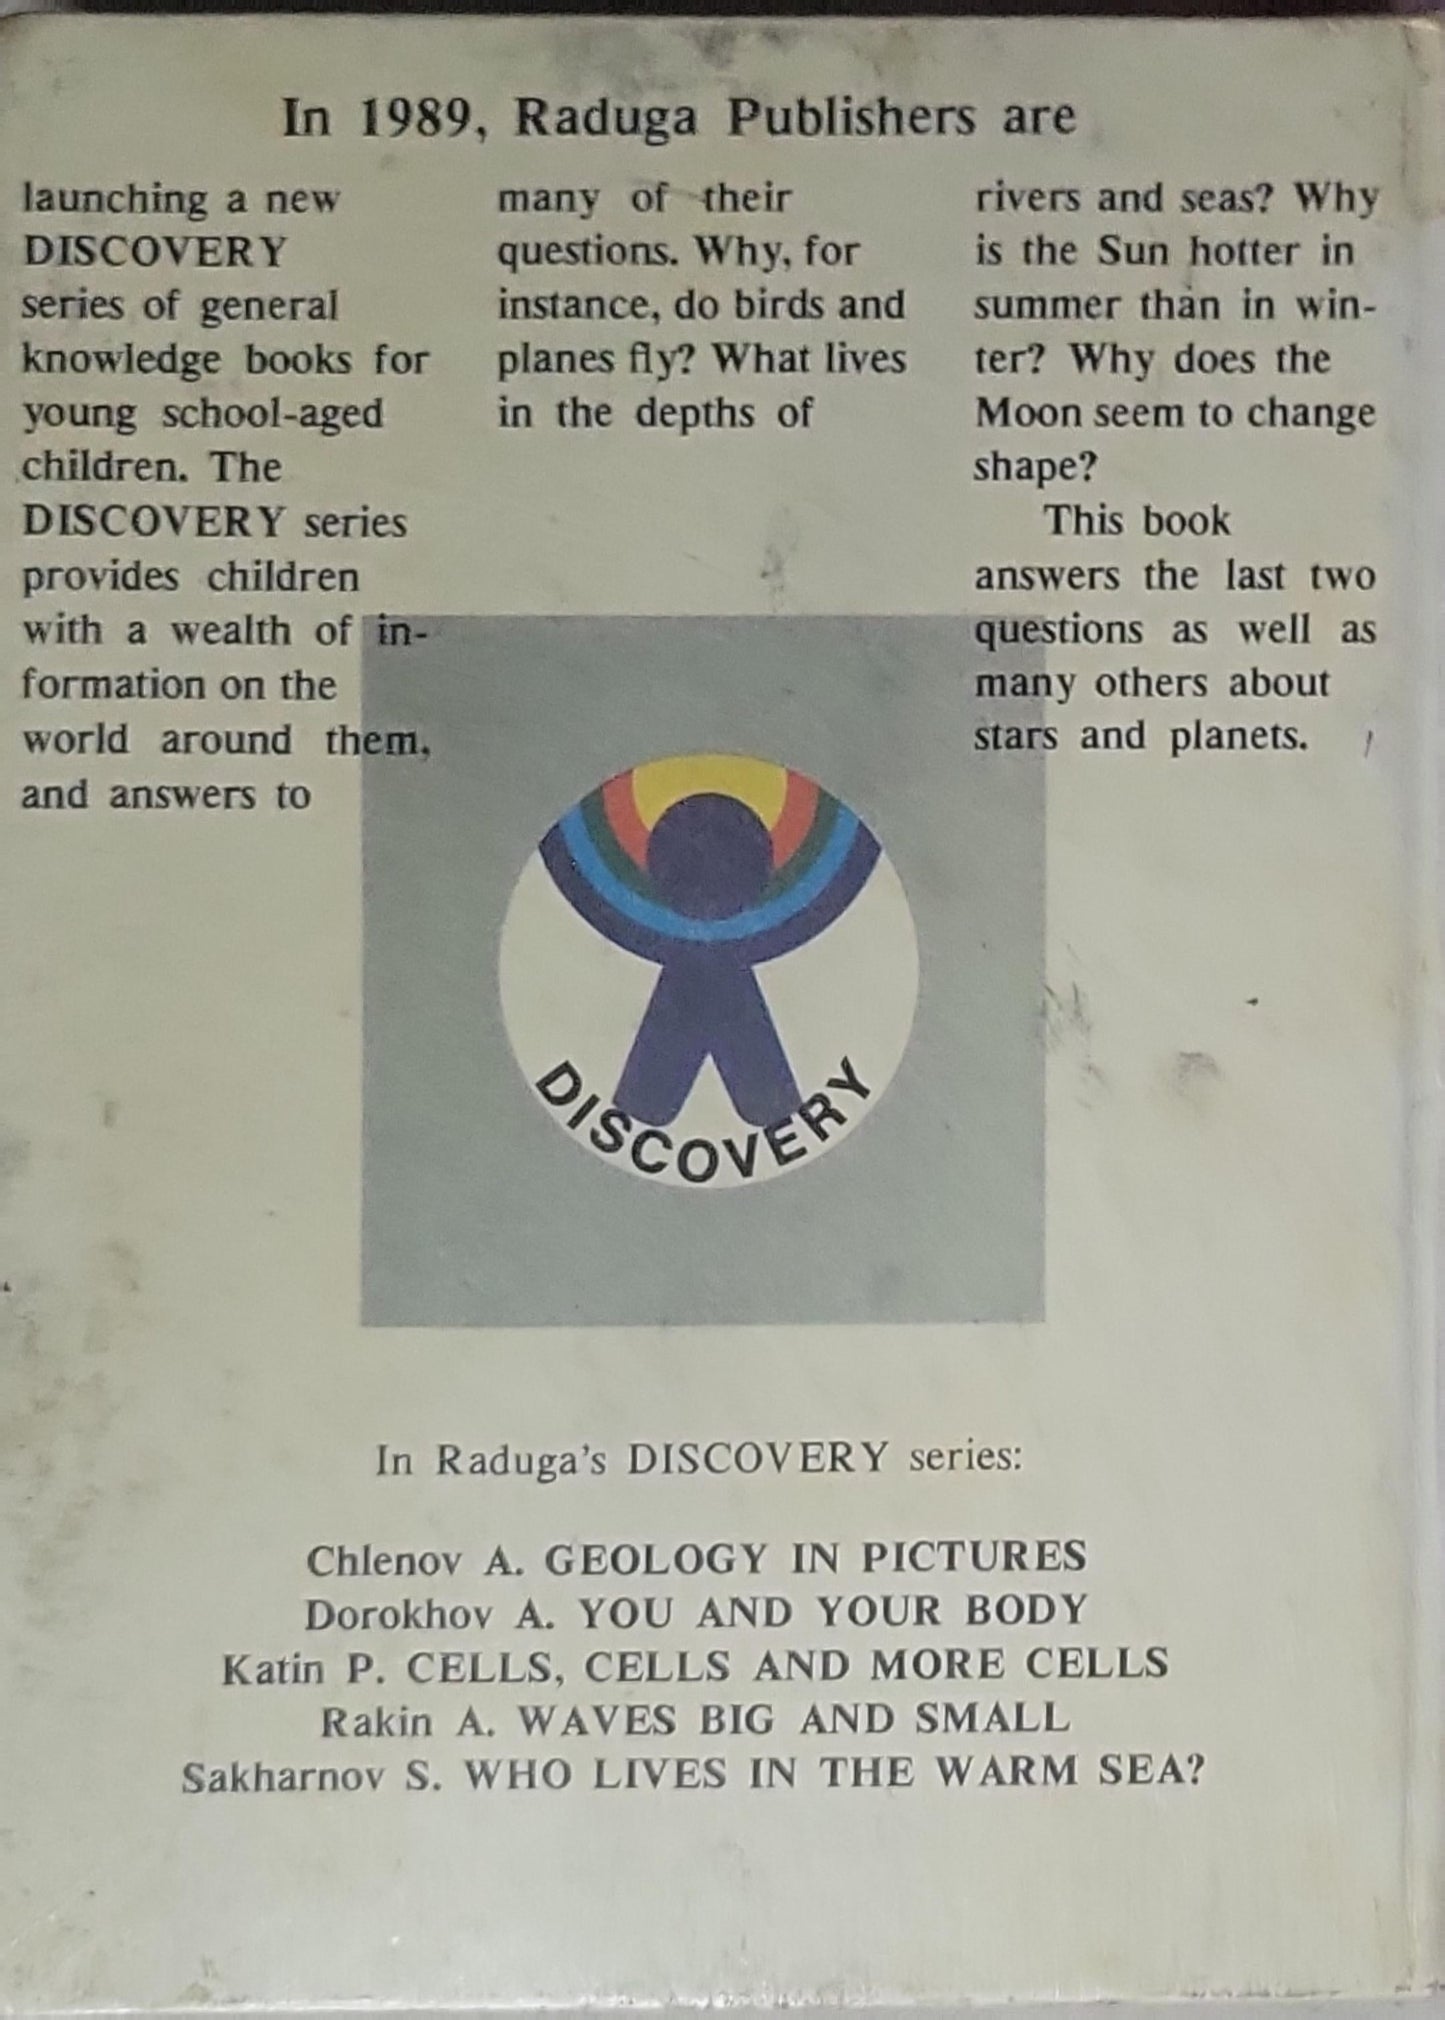 In 1989, Raduga Publishers are
launching a new
DISCOVERY
series of general
knowledge books for
young school-aged
children. The
DISCOVERY series
provides children
with a wealth of in-
formation on the
world around them,
and answers to
many of their
questions. Why, for
instance, do birds and
planes fly? What lives
in the depths of
rivers and seas? Why
is the Sun hotter in
summer than in win-
ter? Why does the
Moon seem to change
shape?
This book
answers the last two
questions as well as
many others about
stars and planets.
DISCOVERY
In Raduga's DISCOVERY series:
Chlenov A. GEOLOGY IN PICTURES
Dorokhov A. YOU AND YOUR BODY
Katin P. CELLS, CELLS AND MORE CELLS
Rakin A. WAVES BIG AND SMALL
Sakharnov S. WHO LIVES IN THE WARM SEA?